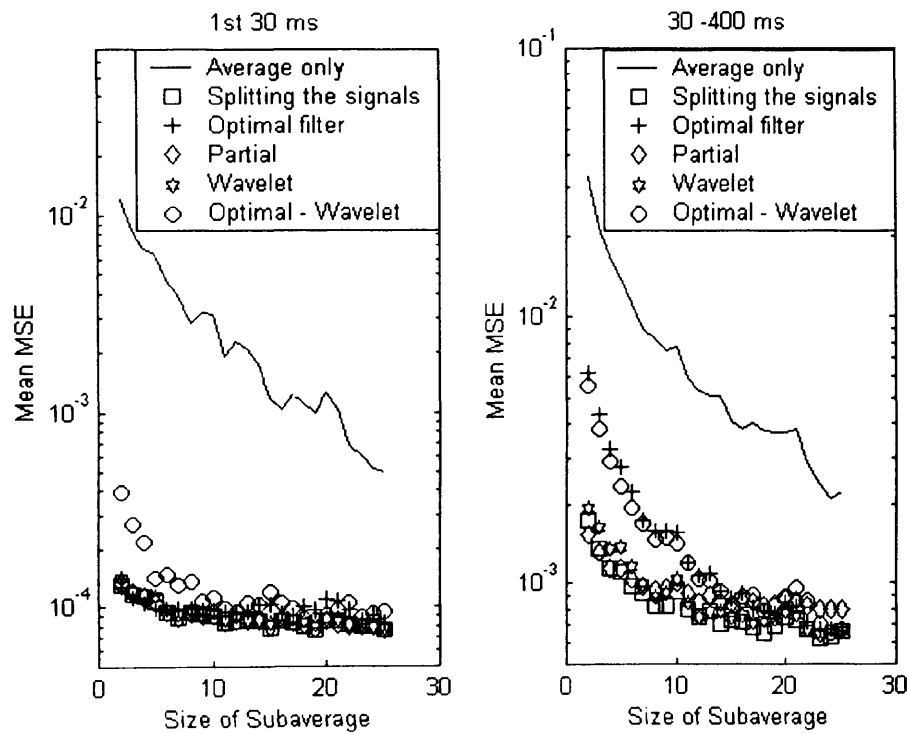 1st 30 ms
Average only
Splitting the signals
Optimal filter
Partial
Wavelet
Optimal - Wavelet
10^-2
10^-3
10^-4
Mean MSE
0 10 20 30
Size of Subaverage
30 -400 ms
10^-1
Average only
Splitting the signals
Optimal filter
Partial
Wavelet
Optimal - Wavelet
10^-2
10^-3
Mean MSE
0 10 20 30
Size of Subaverage